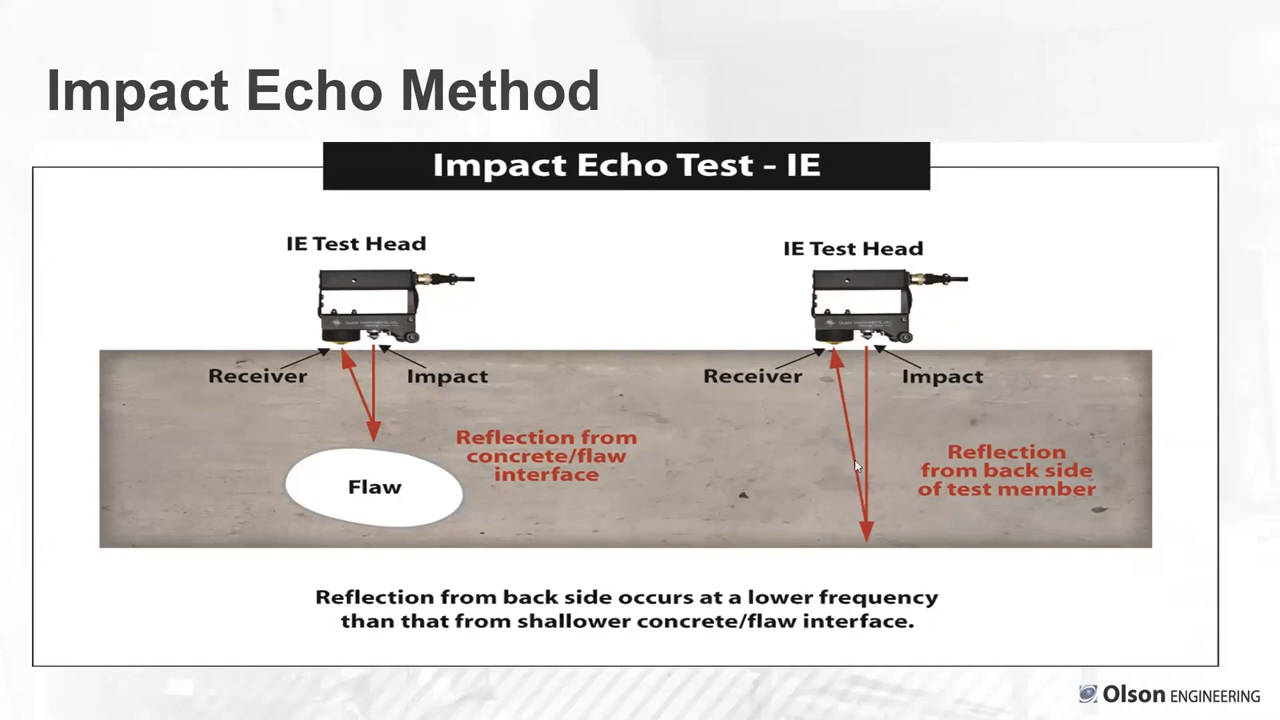 Impact Echo Method
Impact Echo Test - IE
IE Test Head
IE Test Head
Receiver
Impact
Receiver
Impact
Reflection from
concrete/flaw
interface
Flaw
Reflection
from back side
of test member
Reflection from back side occurs at a lower frequency
than that from shallower concrete/flaw interface.
Olson ENGINEERING